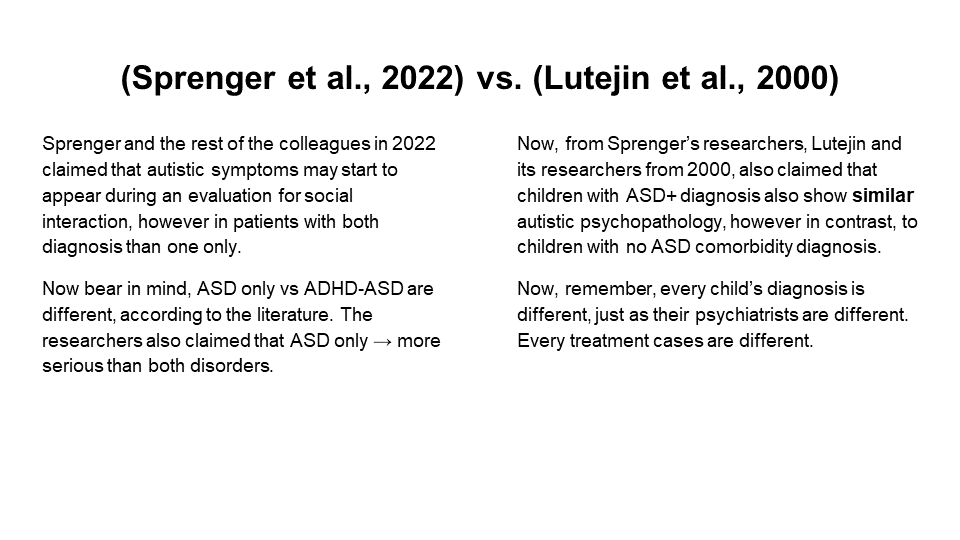 (Sprenger et al., 2022) vs. (Lutejin et al., 2000)
Sprenger and the rest of the colleagues in 2022
claimed that autistic symptoms may start to
appear during an evaluation for social
interaction, however in patients with both
diagnosis than one only.
Now bear in mind, ASD only vs ADHD-ASD are
different, according to the literature. The
researchers also claimed that ASD only → more
serious than both disorders.
Now, from Sprenger’s researchers, Lutejin and
its researchers from 2000, also claimed that
children with ASD+ diagnosis also show similar
autistic psychopathology, however in contrast, to
children with no ASD comorbidity diagnosis.
Now, remember, every child’s diagnosis is
different, just as their psychiatrists are different.
Every treatment cases are different.